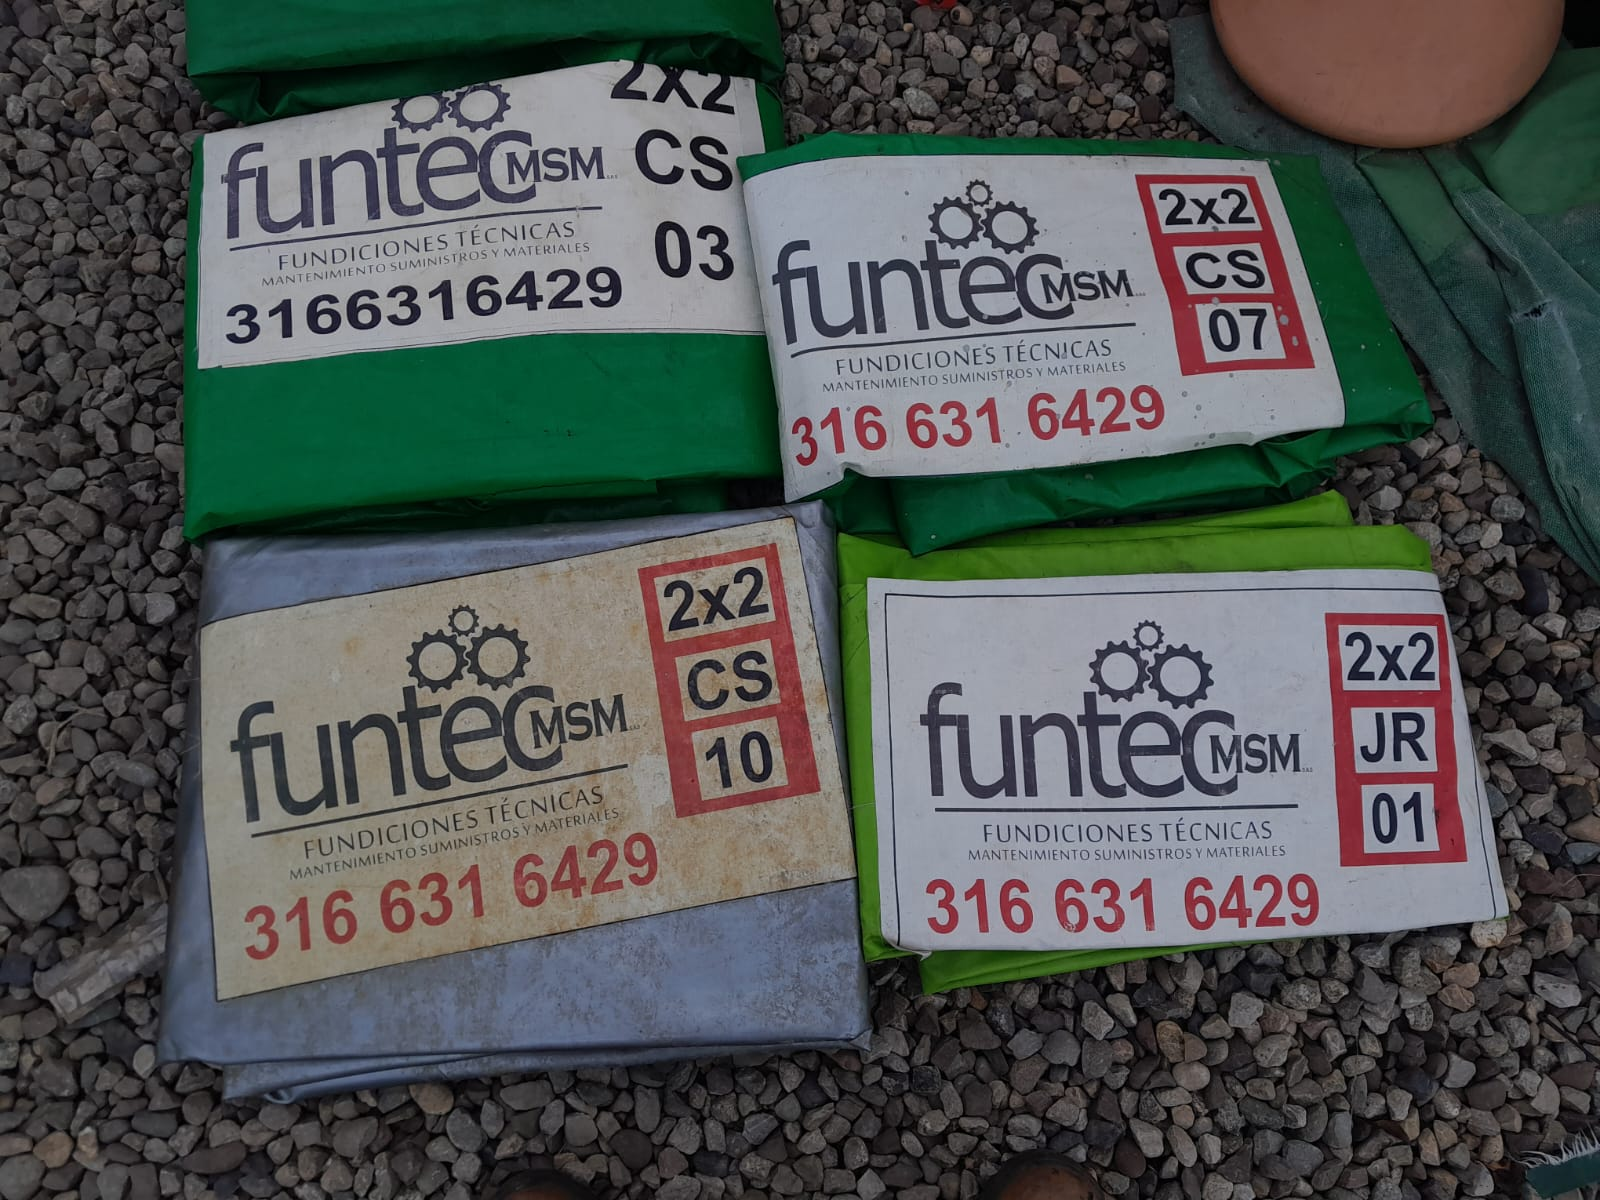 2x2
CS
03
funtec MSM S.A.S
FUNDICIONES TÉCNICAS
MANTENIMIENTO SUMINISTROS Y MATERIALES
3166316429
2x2
CS
07
funtec MSM
FUNDICIONES TÉCNICAS
MANTENIMIENTO SUMINISTROS Y MATERIALES
316 631 6429
2x2
CS
10
funtec MSM
FUNDICIONES TÉCNICAS
MANTENIMIENTO SUMINISTROS Y MATERIALES
316 631 6429
2x2
JR
01
funtec MSM S.A.S
FUNDICIONES TÉCNICAS
MANTENIMIENTO SUMINISTROS Y MATERIALES
316 631 6429